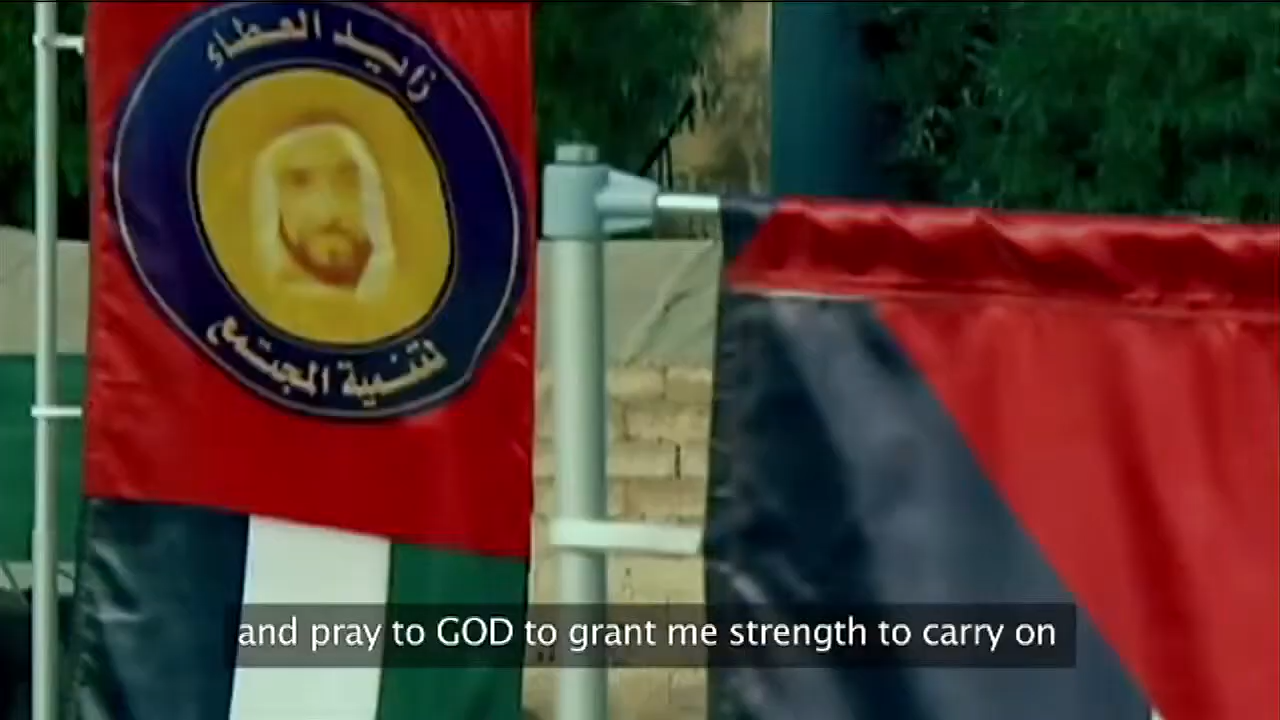 زايد العطاء
لتنمية المجتمع
and pray to GOD to grant me strength to carry on